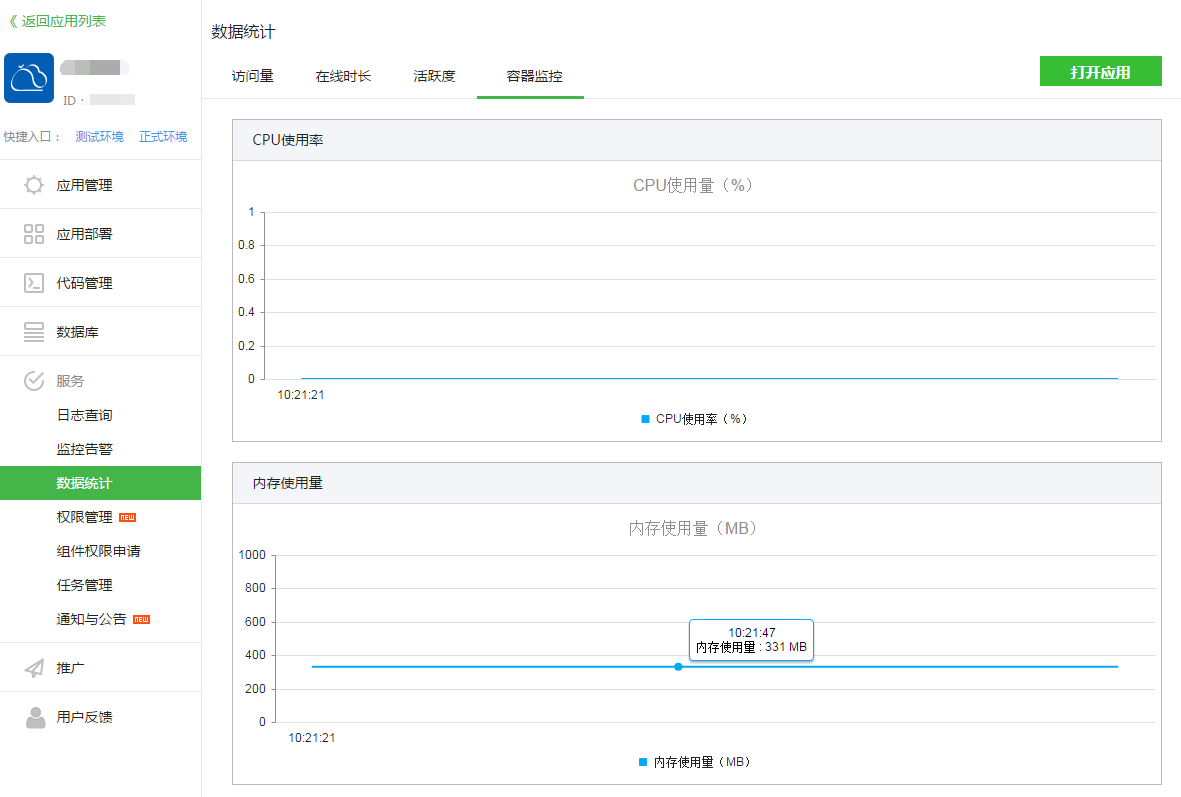 《 返回应用列表
ID
快捷入口： 测试环境 正式环境
应用管理
应用部署
代码管理
数据库
服务
日志查询
监控告警
数据统计
权限管理 NEW
组件权限申请
任务管理
通知与公告 NEW
推广
用户反馈
数据统计
访问量 在线时长 活跃度 容器监控
打开应用
CPU使用率
CPU使用量（%）
1
0.8
0.6
0.4
0.2
0
10:21:21
CPU使用率（%）
内存使用量
内存使用量（MB）
1000
800
600
400
200
0
10:21:47
内存使用量 : 331 MB
10:21:21
内存使用量（MB）